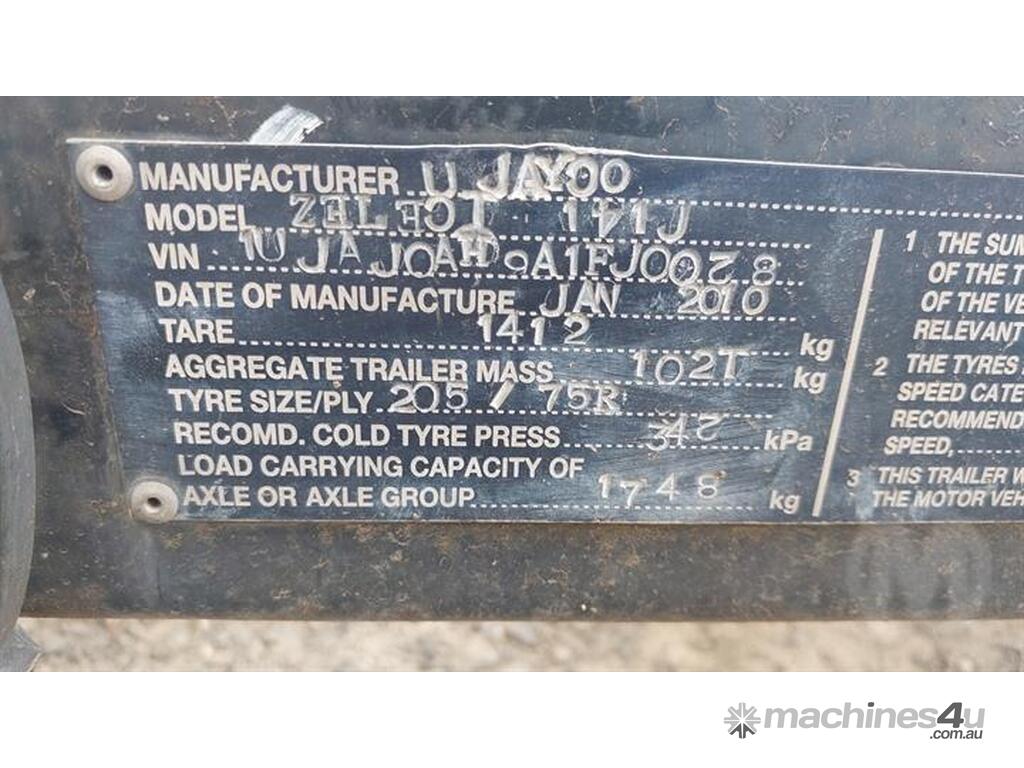 MANUFACTURER U JAYOO
MODEL 1141J
VIN 1UJAJ0AH9A1FJ0028
DATE OF MANUFACTURE JAN 2010
TARE 1412 kg
AGGREGATE TRAILER MASS kg
TYRE SIZE/PLY 205 / 75R
RECOMD. COLD TYRE PRESS kPa
LOAD CARRYING CAPACITY OF
AXLE OR AXLE GROUP 1748 kg
1 THE SUM
OF THE T
OF THE VE
RELEVANT
2 THE TYRES
SPEED CATE
RECOMMEND
SPEED,
3 THIS TRAILER W
THE MOTOR VEH
machines4u
.com.au